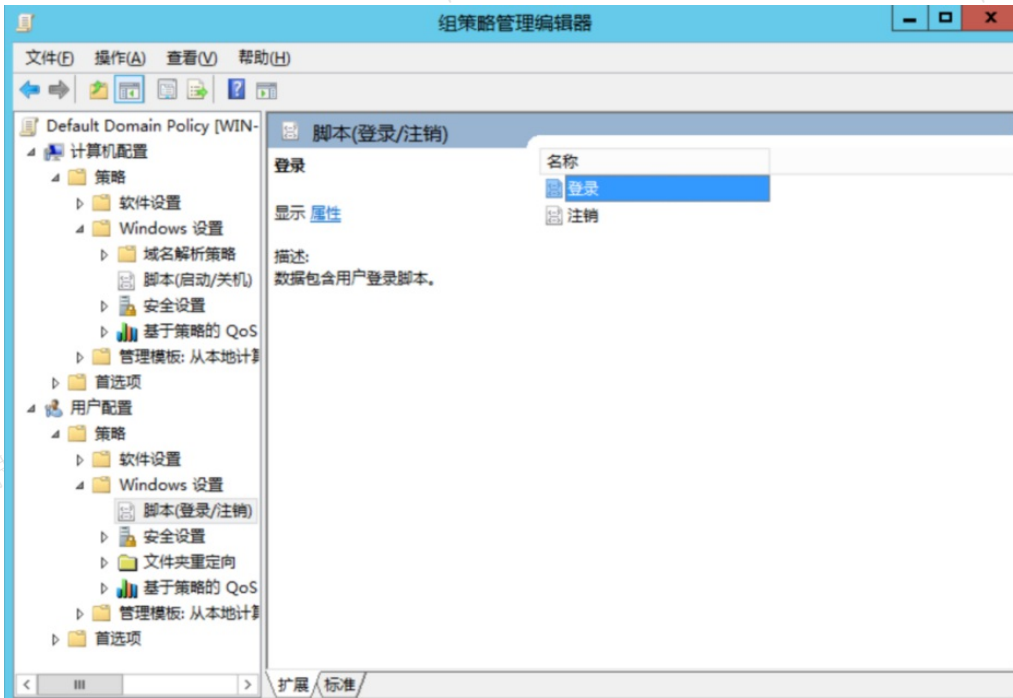 组策略管理编辑器
文件(F) 操作(A) 查看(V) 帮助(H)
Default Domain Policy [WIN-
计算机配置
策略
软件设置
Windows 设置
域名解析策略
脚本(启动/关机)
安全设置
基于策略的 QoS
管理模板: 从本地计算
首选项
用户配置
策略
软件设置
Windows 设置
脚本(登录/注销)
安全设置
文件夹重定向
基于策略的 QoS
管理模板: 从本地计算
首选项
脚本(登录/注销)
登录
显示 属性
描述:
数据包含用户登录脚本。
名称
登录
注销
扩展 标准